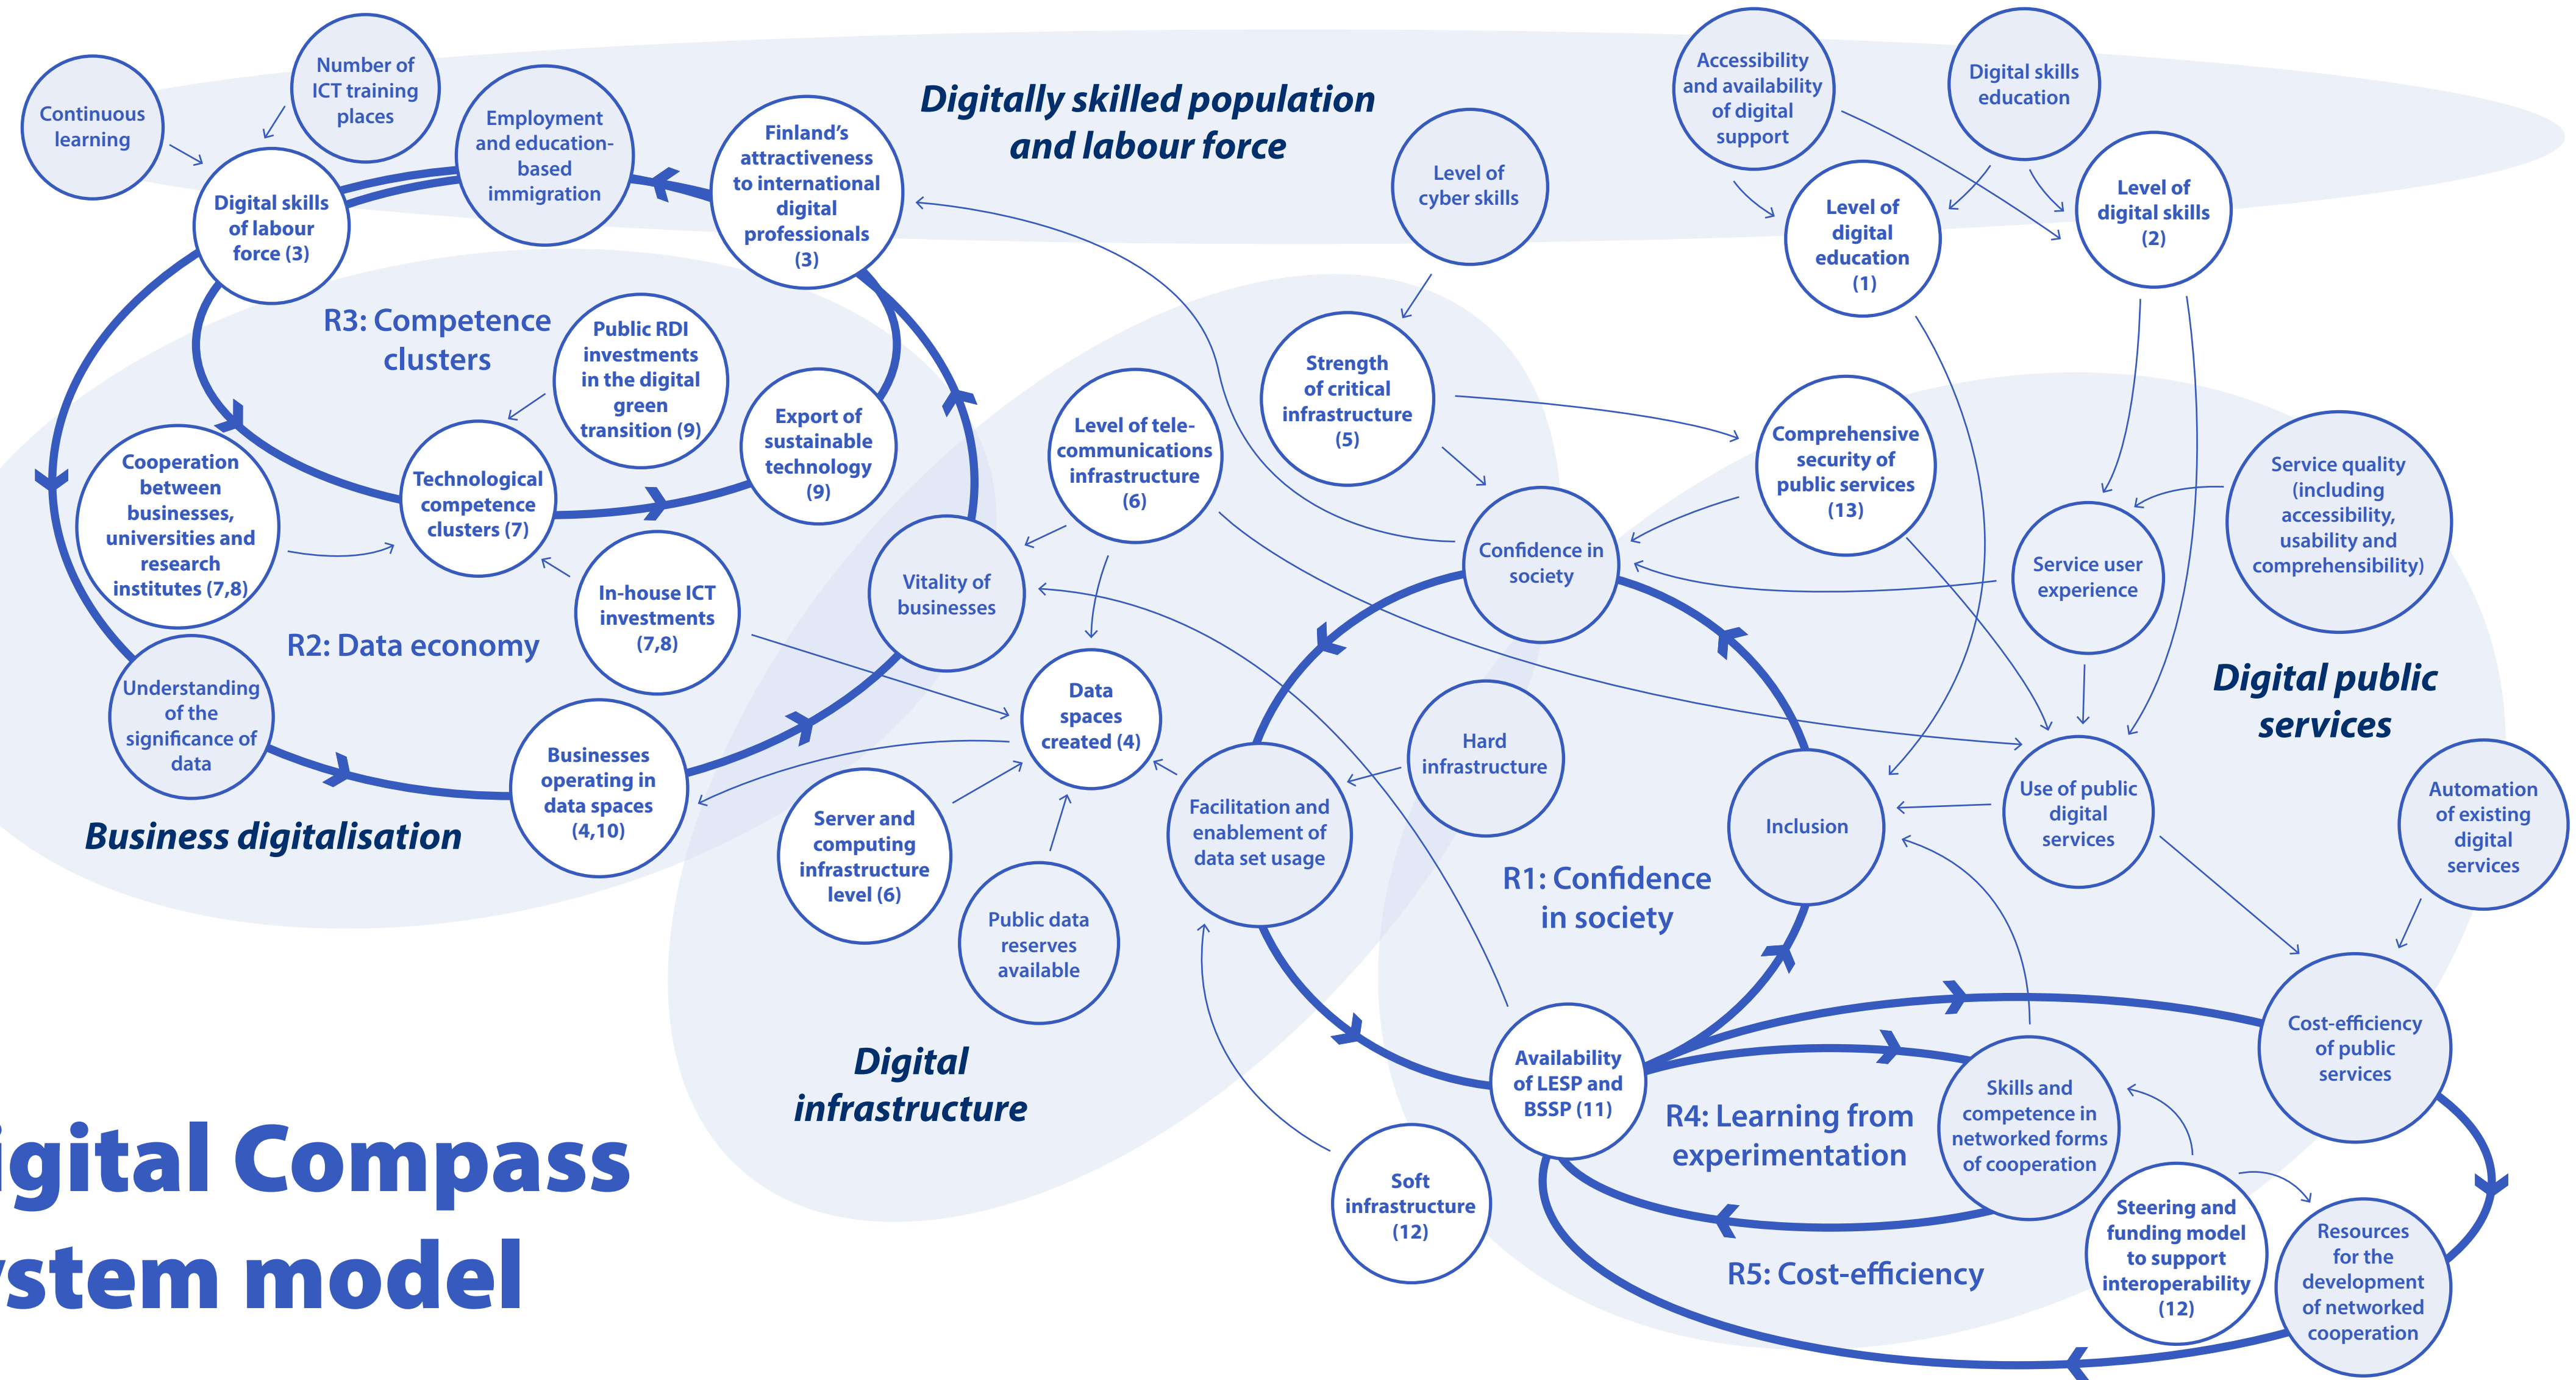 Continuous
learning
Number of
ICT training
places
Employment
and education-
based
immigration
Finland’s
attractiveness
to international
digital
professionals
(3)
Digitally skilled population
and labour force
Level of
cyber skills
Accessibility
and availability
of digital
support
Digital skills
education
Level of
digital
education
(1)
Level of
digital skills
(2)
Digital skills
of labour
force (3)
R3: Competence
clusters
Public RDI
investments
in the digital
green
transition (9)
Export of
sustainable
technology
(9)
Level of tele-
communications
infrastructure
(6)
Strength
of critical
infrastructure
(5)
Comprehensive
security of
public services
(13)
Service quality
(including
accessibility,
usability and
comprehensibility)
Cooperation
between
businesses,
universities and
research
institutes (7,8)
Technological
competence
clusters (7)
In-house ICT
investments
(7,8)
Vitality of
businesses
Confidence in
society
Service user
experience
R2: Data economy
Understanding
of the
significance of
data
Businesses
operating in
data spaces
(4,10)
Data
spaces
created (4)
Hard
infrastructure
Digital public
services
Business digitalisation
Server and
computing
infrastructure
level (6)
Facilitation and
enablement of
data set usage
Inclusion
Use of public
digital
services
Automation
of existing
digital
services
Public data
reserves
available
R1: Confidence
in society
Digital
infrastructure
Availability
of LESP and
BSSP (11)
Cost-efficiency
of public
services
R4: Learning from
experimentation
Skills and
competence in
networked forms
of cooperation
Soft
infrastructure
(12)
Steering and
funding model
to support
interoperability
(12)
Resources
for the
development
of networked
cooperation
R5: Cost-efficiency
igital Compass
ystem model